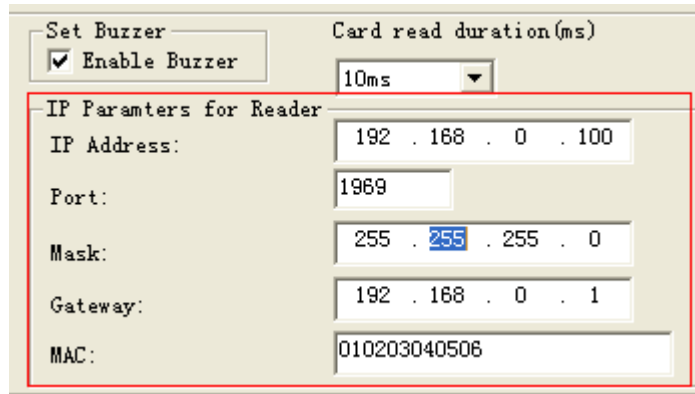 Set Buzzer
Card read duration(ms)
Enable Buzzer
10ms
IP Paramters for Reader
IP Address: 192 . 168 . 0 . 100
Port: 1969
Mask: 255 . 255 . 255 . 0
Gateway: 192 . 168 . 0 . 1
MAC: 010203040506